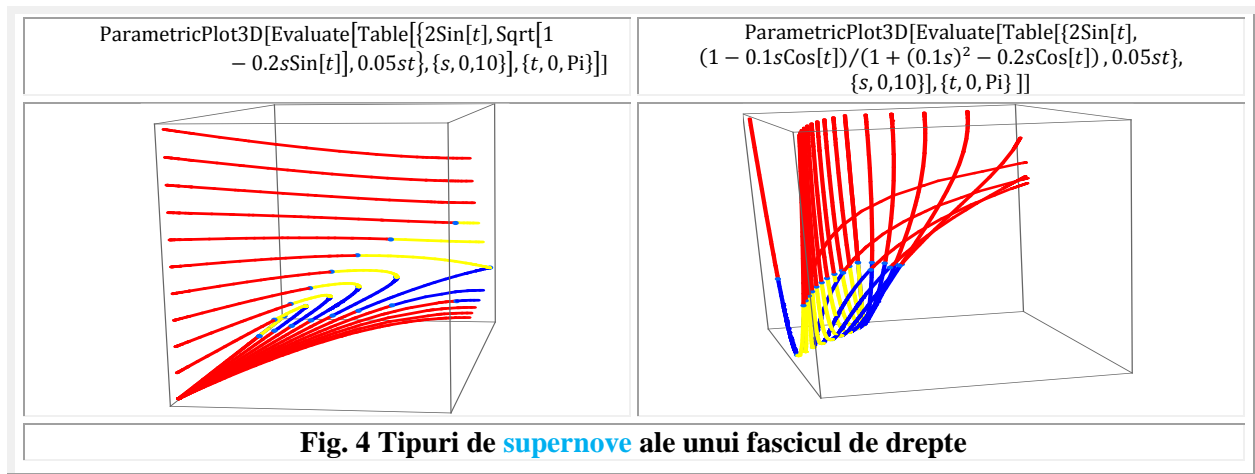 ParametricPlot3D[Evaluate[Table[{2Sin[t], Sqrt[1
− 0.2sSin[t]], 0.05st}, {s, 0,10}], {t, 0, Pi}]]
ParametricPlot3D[Evaluate[Table[{2Sin[t],
(1 − 0.1sCos[t])/(1 + (0.1s)² − 0.2sCos[t]) , 0.05st},
{s, 0,10}], {t, 0, Pi} ]]
Fig. 4 Tipuri de supernove ale unui fascicul de drepte